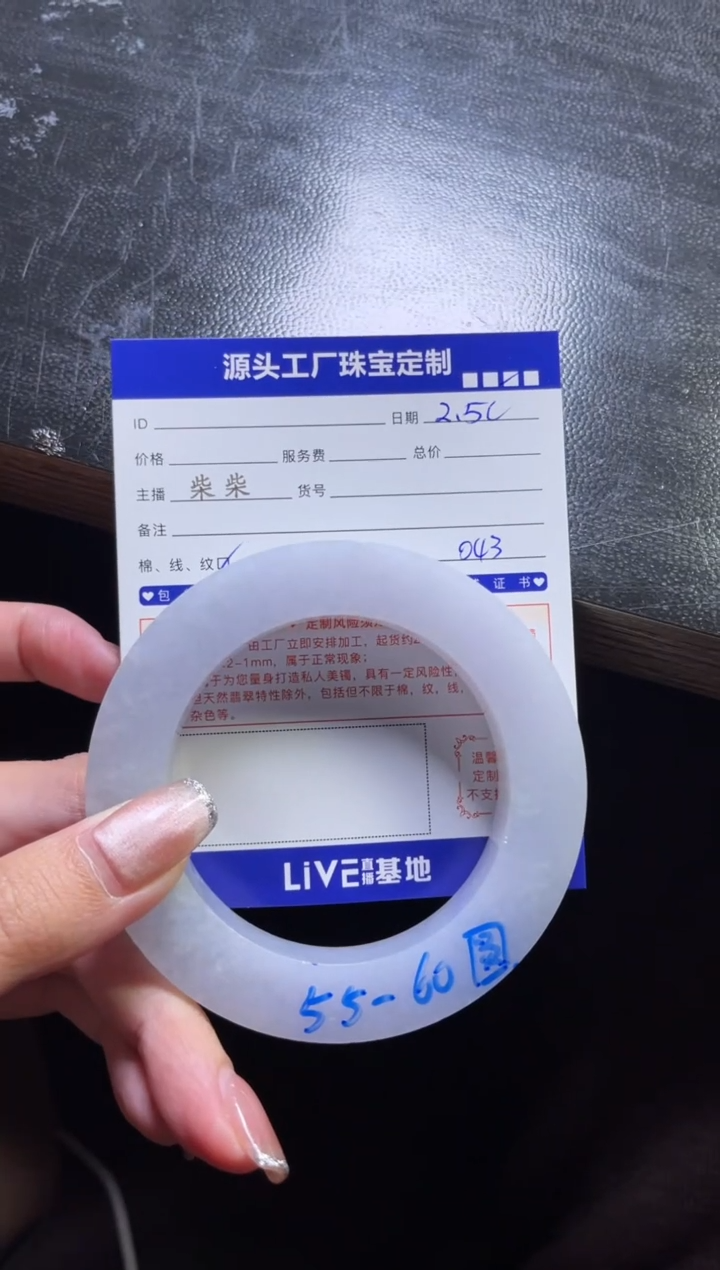 源头工厂珠宝定制
ID 日期 2.5
价格 服务费 总价
主播 柴柴 货号
备注
棉、线、纹 043
包 证书
定制风险须
由工厂立即安排加工，起货约
2-1mm，属于正常现象；
于为您量身打造私人美镯，具有一定风险性，
天然翡翠特性除外，包括但不限于棉，纹，线，
杂色等。
温馨
定制
不支持
LiVE直播基地
55-60圆